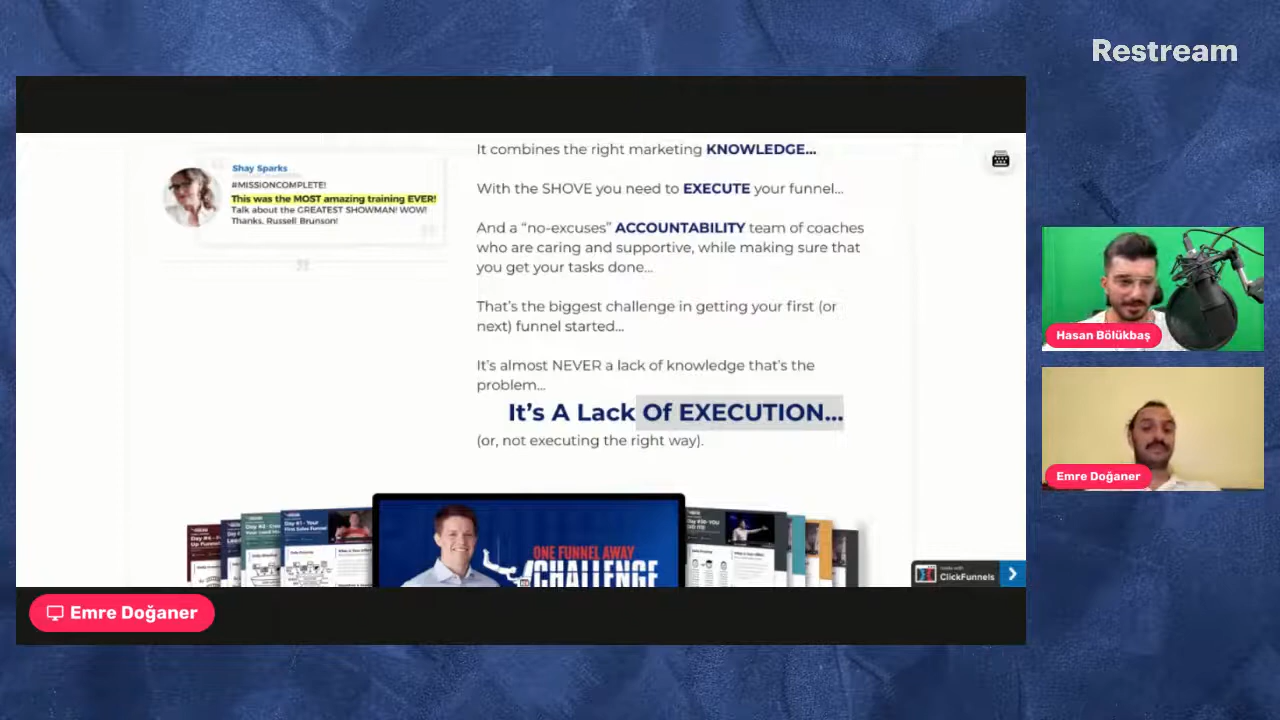 Restream
Shay Sparks
#MISSIONCOMPLETE!
This was the MOST amazing training EVER!
Talk about the GREATEST SHOWMAN! WOW!
Thanks, Russell Brunson!
It combines the right marketing KNOWLEDGE...
With the SHOVE you need to EXECUTE your funnel...
And a “no-excuses” ACCOUNTABILITY team of coaches
who are caring and supportive, while making sure that
you get your tasks done...
That’s the biggest challenge in getting your first (or
next) funnel started...
It’s almost NEVER a lack of knowledge that’s the
problem...
It’s A Lack Of EXECUTION...
(or, not executing the right way).
ONE FUNNEL AWAY
CHALLENGE
made with
ClickFunnels
Hasan Bölükbaş
Emre Doğaner
Emre Doğaner